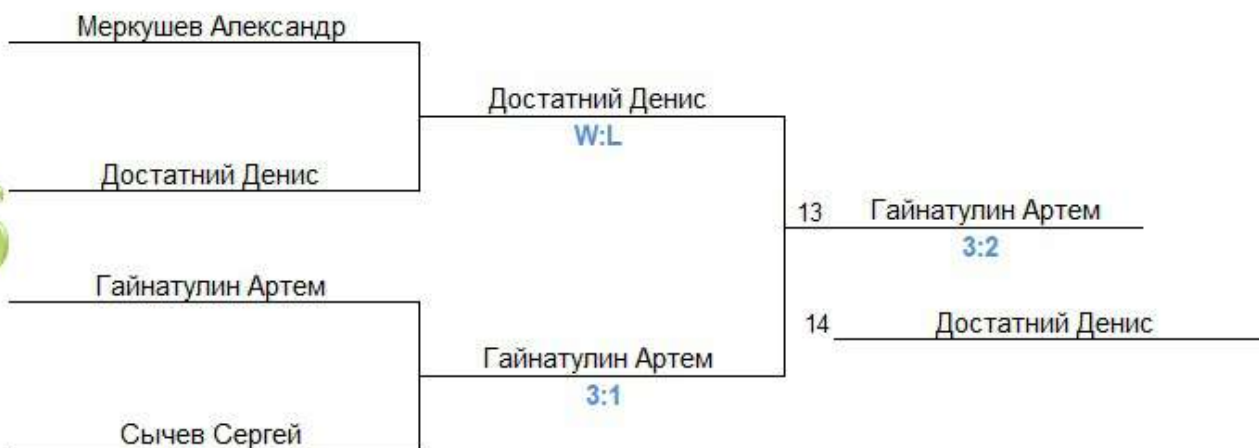 Меркушев Александр
Достатний Денис
W:L
Достатний Денис
13 Гайнатулин Артем
3:2
Гайнатулин Артем
14 Достатний Денис
Гайнатулин Артем
3:1
Сычев Сергей